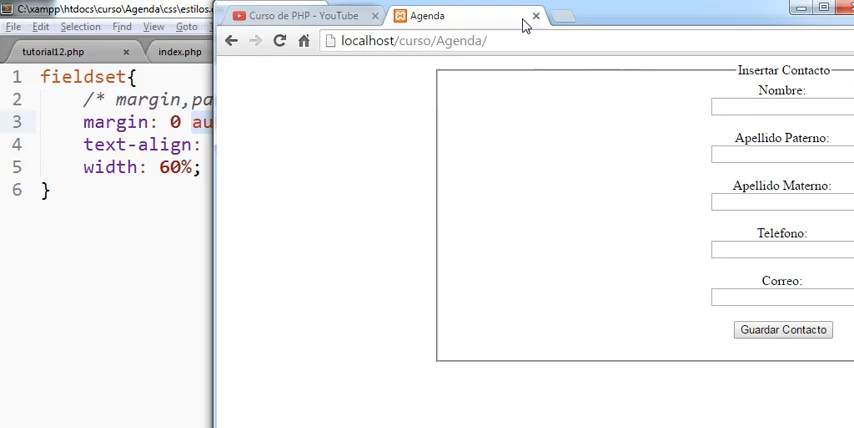 C:\xampp\htdocs\curso\Agenda\css\estilos.
File Edit Selection Find View Goto
tutorial12.php × index.php
1 fieldset{
2 /* margin,pa
3 margin: 0 au
4 text-align:
5 width: 60%;
6 }
Curso de PHP - YouTube ×
Agenda ×
localhost/curso/Agenda/
Insertar Contacto
Nombre:
Apellido Paterno:
Apellido Materno:
Telefono:
Correo:
Guardar Contacto